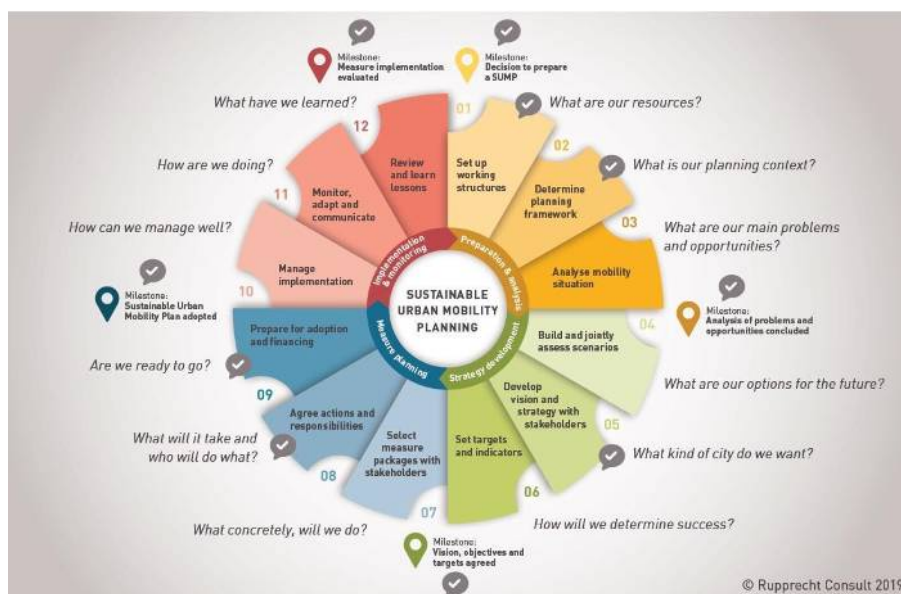 Milestone:
Measure implementation
evaluated
Milestone:
Decision to prepare
a SUMP
What have we learned?
What are our resources?
12
01
Review
and learn
lessons
Set up
working
structures
How are we doing?
What is our planning context?
11
02
Monitor,
adapt and
communicate
Determine
planning
framework
How can we manage well?
What are our main problems
and opportunities?
10
03
Manage
implementation
Analyse mobility
situation
Implementation
& monitoring
Preparation & analysis
SUSTAINABLE
URBAN MOBILITY
PLANNING
Measure planning
Strategy development
Milestone:
Sustainable Urban
Mobility Plan adopted
Milestone:
Analysis of problems and
opportunities concluded
Prepare for adoption
and financing
04
Build and jointly
assess scenarios
Are we ready to go?
What are our options for the future?
09
05
Agree actions and
responsibilities
Develop
vision and
strategy with
stakeholders
What will it take and
who will do what?
What kind of city do we want?
08
06
Select
measure
packages with
stakeholders
Set targets
and indicators
07
What concretely, will we do?
How will we determine success?
Milestone:
Vision, objectives and
targets agreed
© Rupprecht Consult 2019